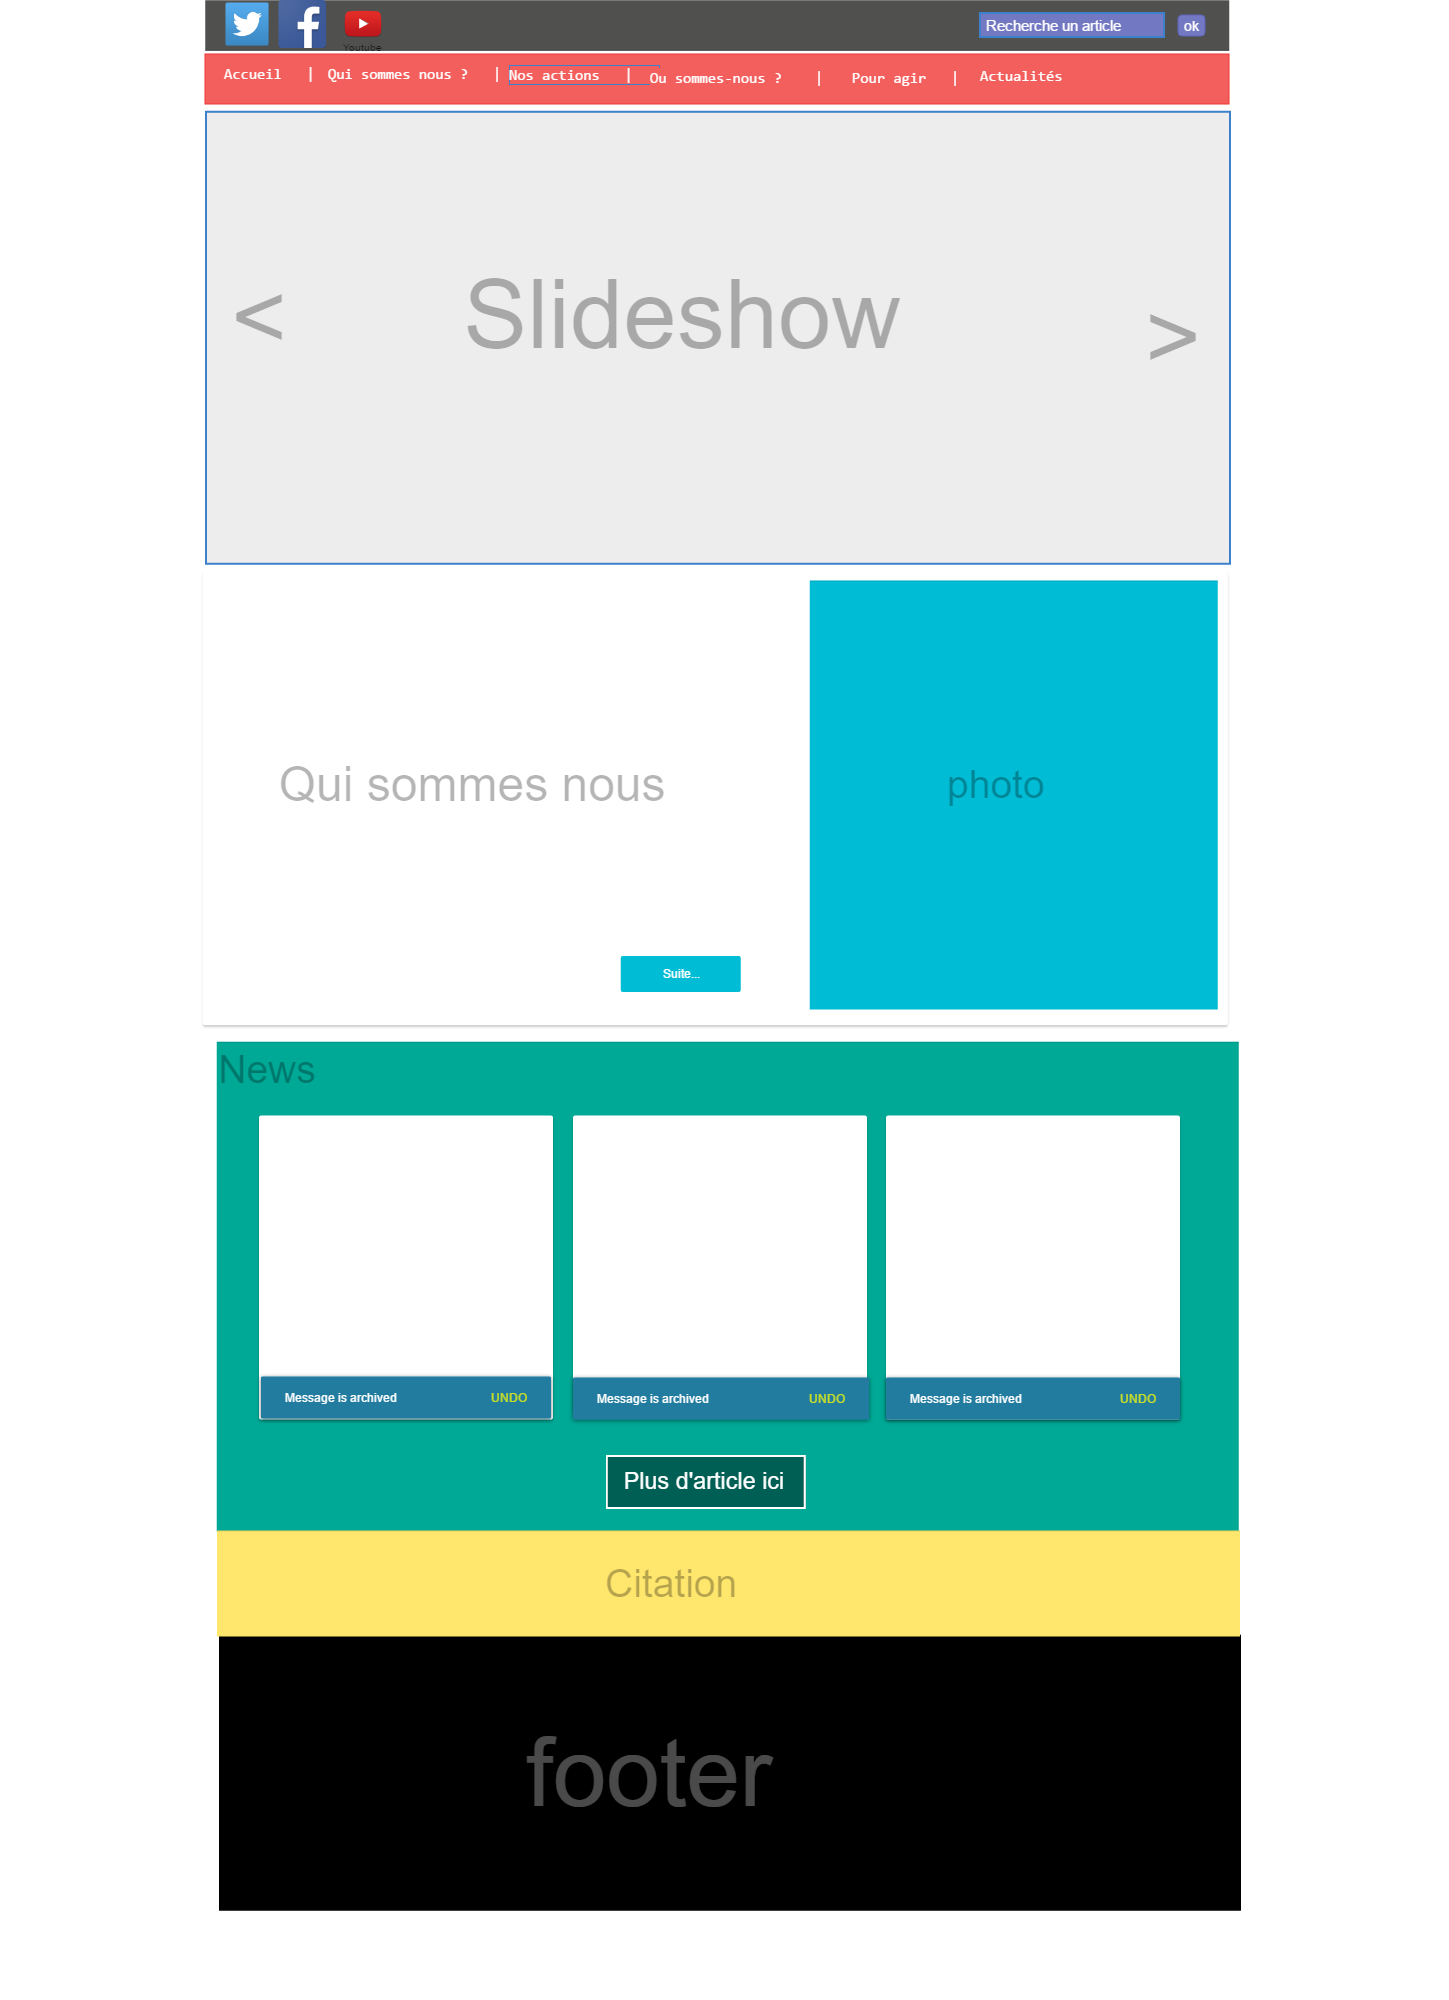 Youtube
Recherche un article
ok
Accueil | Qui sommes nous ? | Nos actions | Ou sommes-nous ? | Pour agir | Actualités
< Slideshow >
Qui sommes nous
photo
Suite...
News
Message is archived UNDO
Message is archived UNDO
Message is archived UNDO
Plus d'article ici
Citation
footer